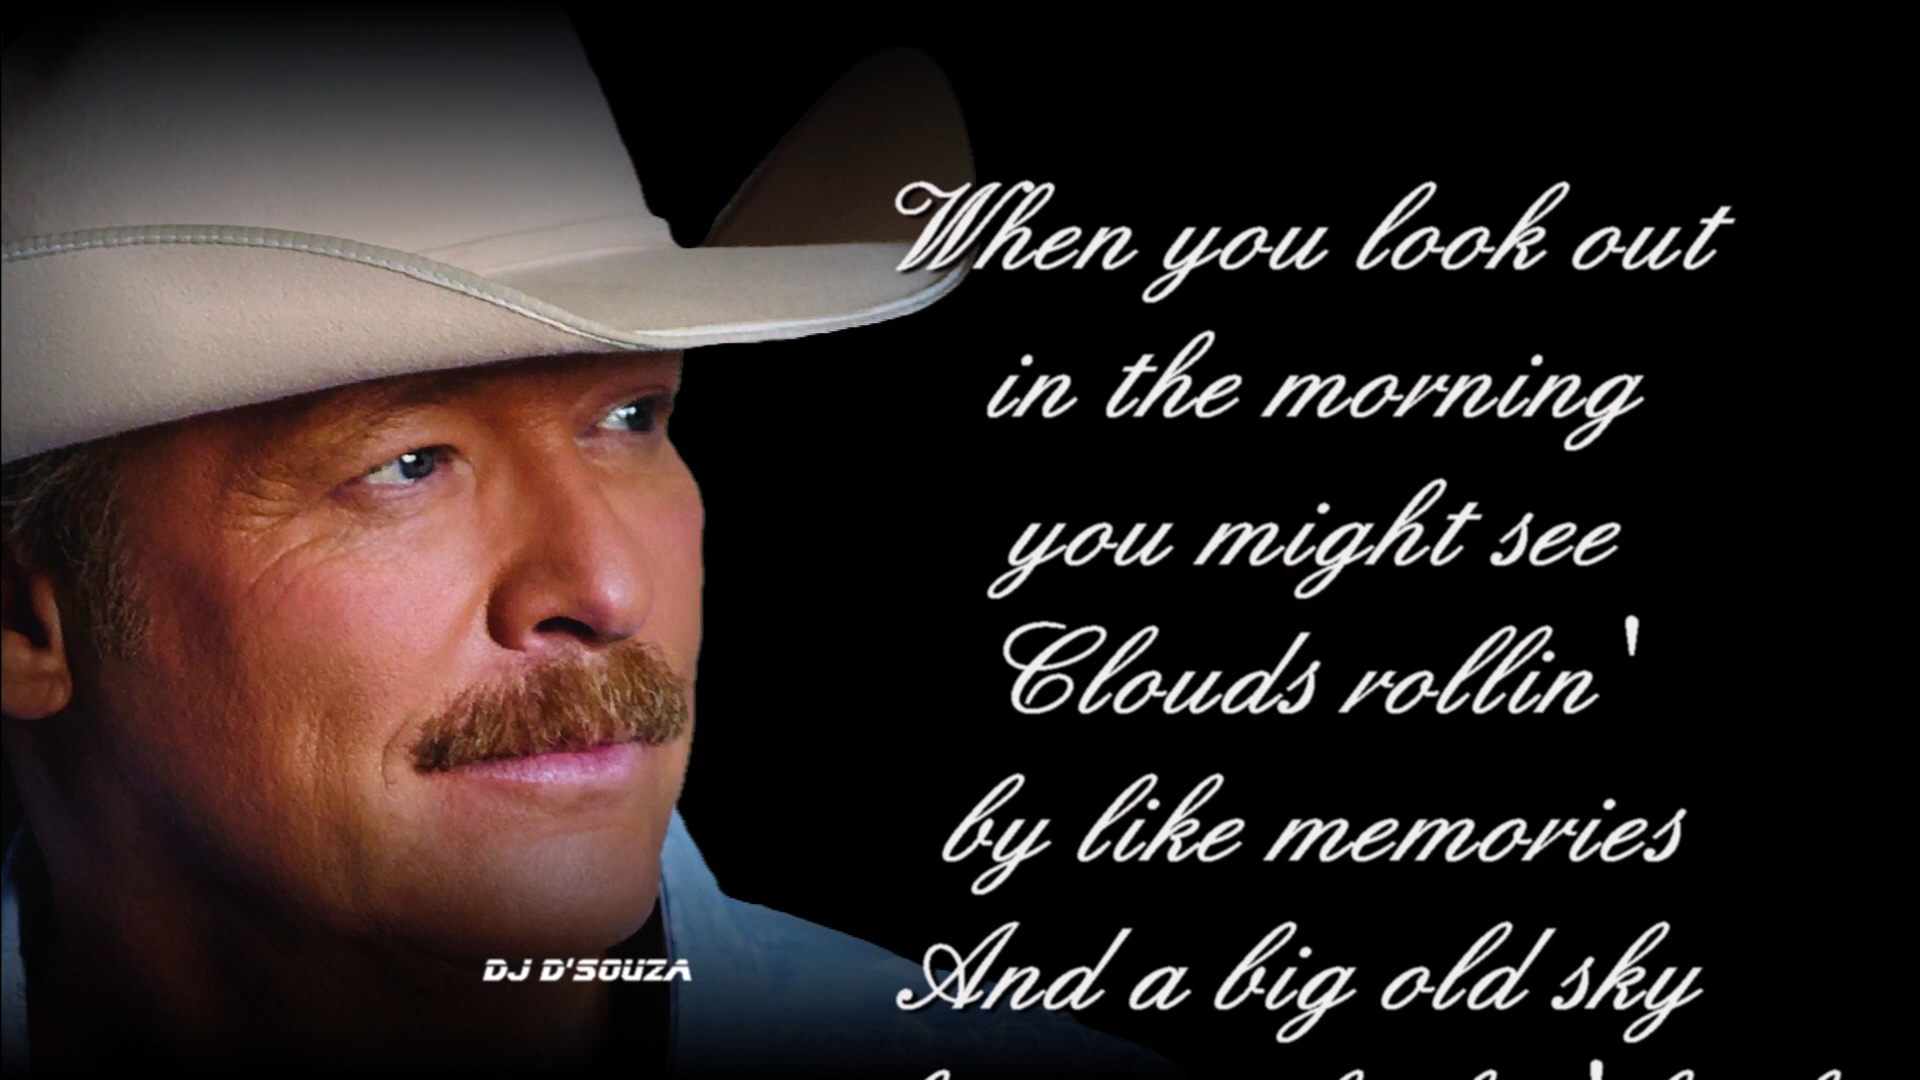 When you look out
in the morning
you might see
Clouds rollin'
by like memories
And a big old sky
DJ D'SOUZA